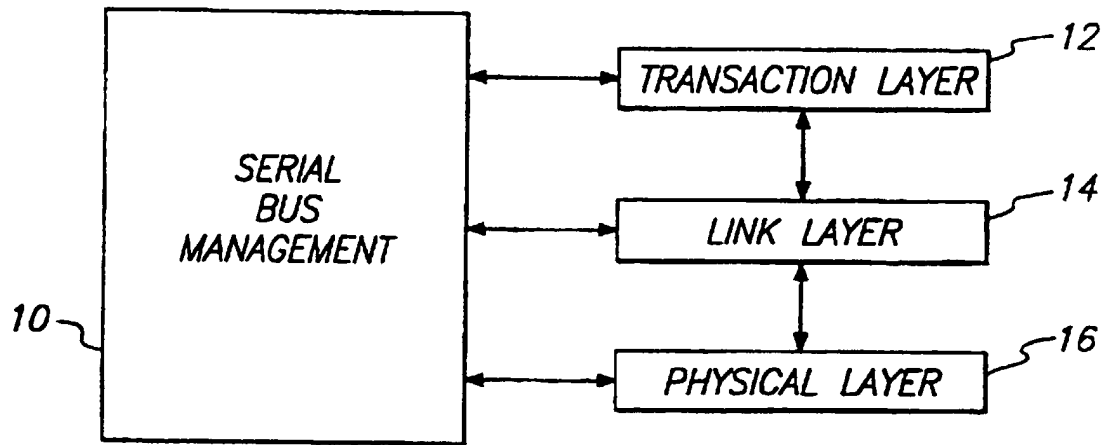 12
TRANSACTION LAYER
SERIAL
BUS
MANAGEMENT
14
LINK LAYER
10
16
PHYSICAL LAYER